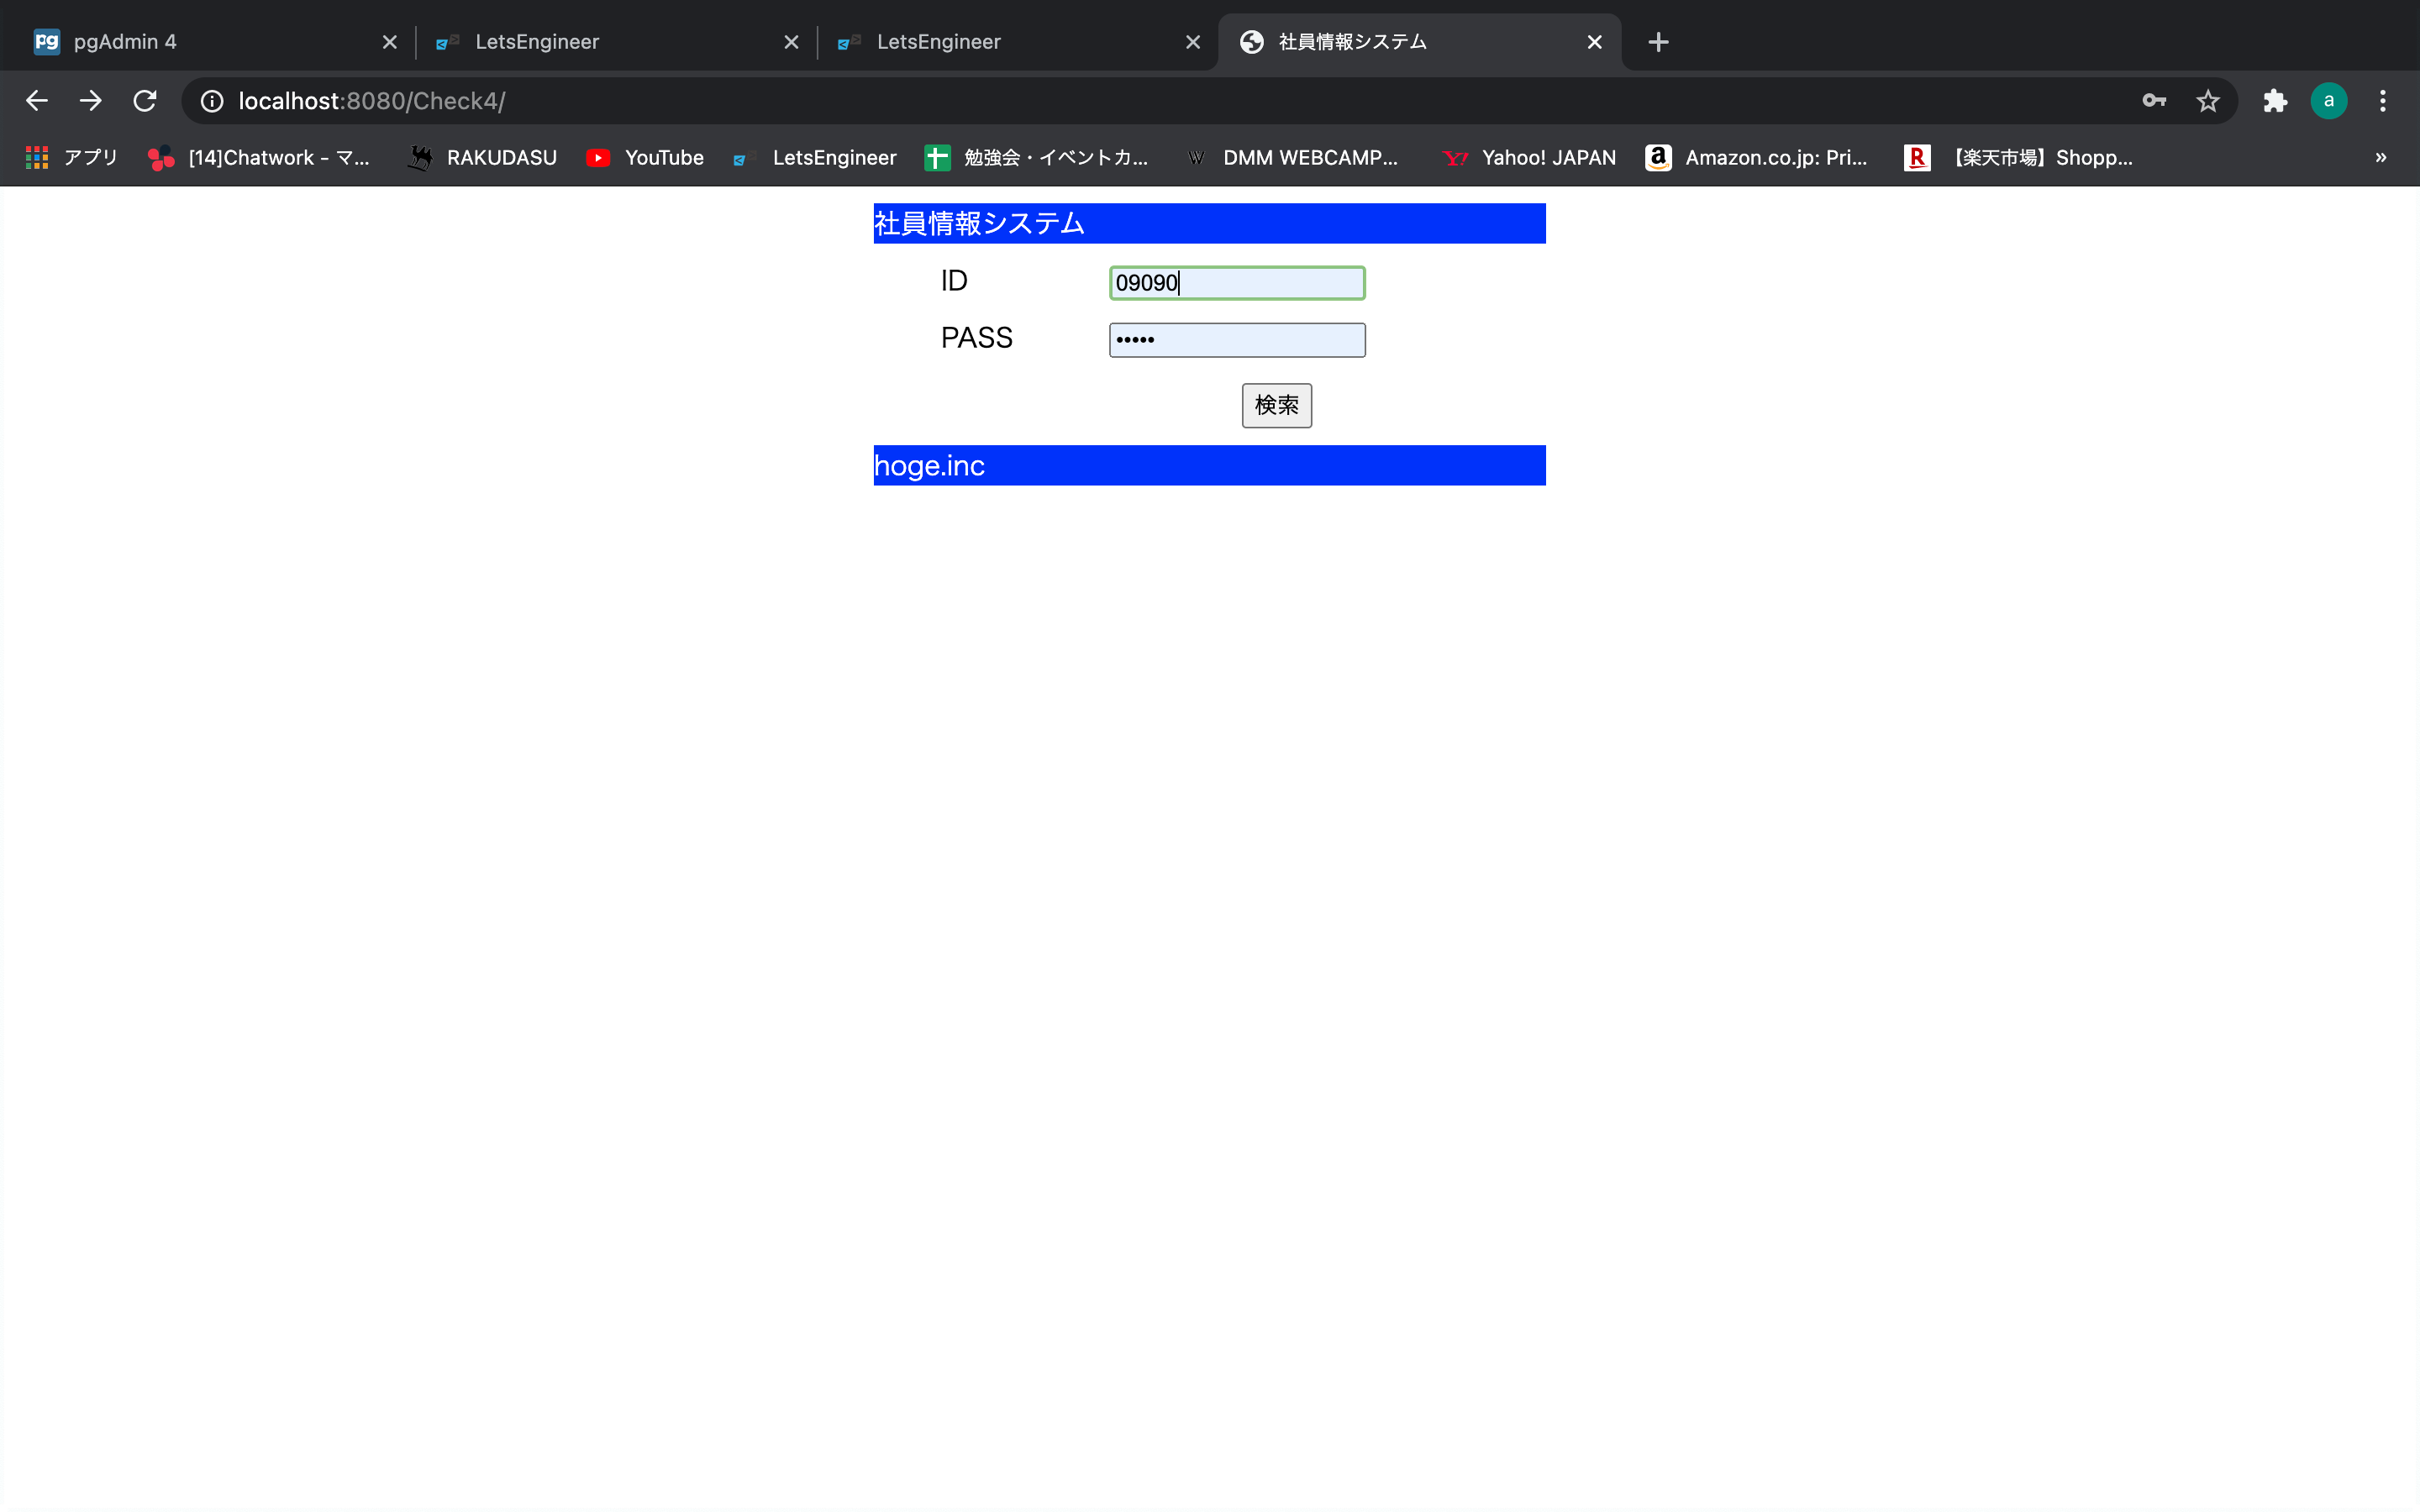 pgAdmin 4
LetsEngineer
LetsEngineer
社員情報システム
localhost:8080/Check4/
a
アプリ
[14]Chatwork - マ...
RAKUDASU
YouTube
LetsEngineer
勉強会・イベントカ...
DMM WEBCAMP...
Yahoo! JAPAN
Amazon.co.jp: Pri...
【楽天市場】Shopp...
»
社員情報システム
ID 09090
PASS •••••
検索
hoge.inc